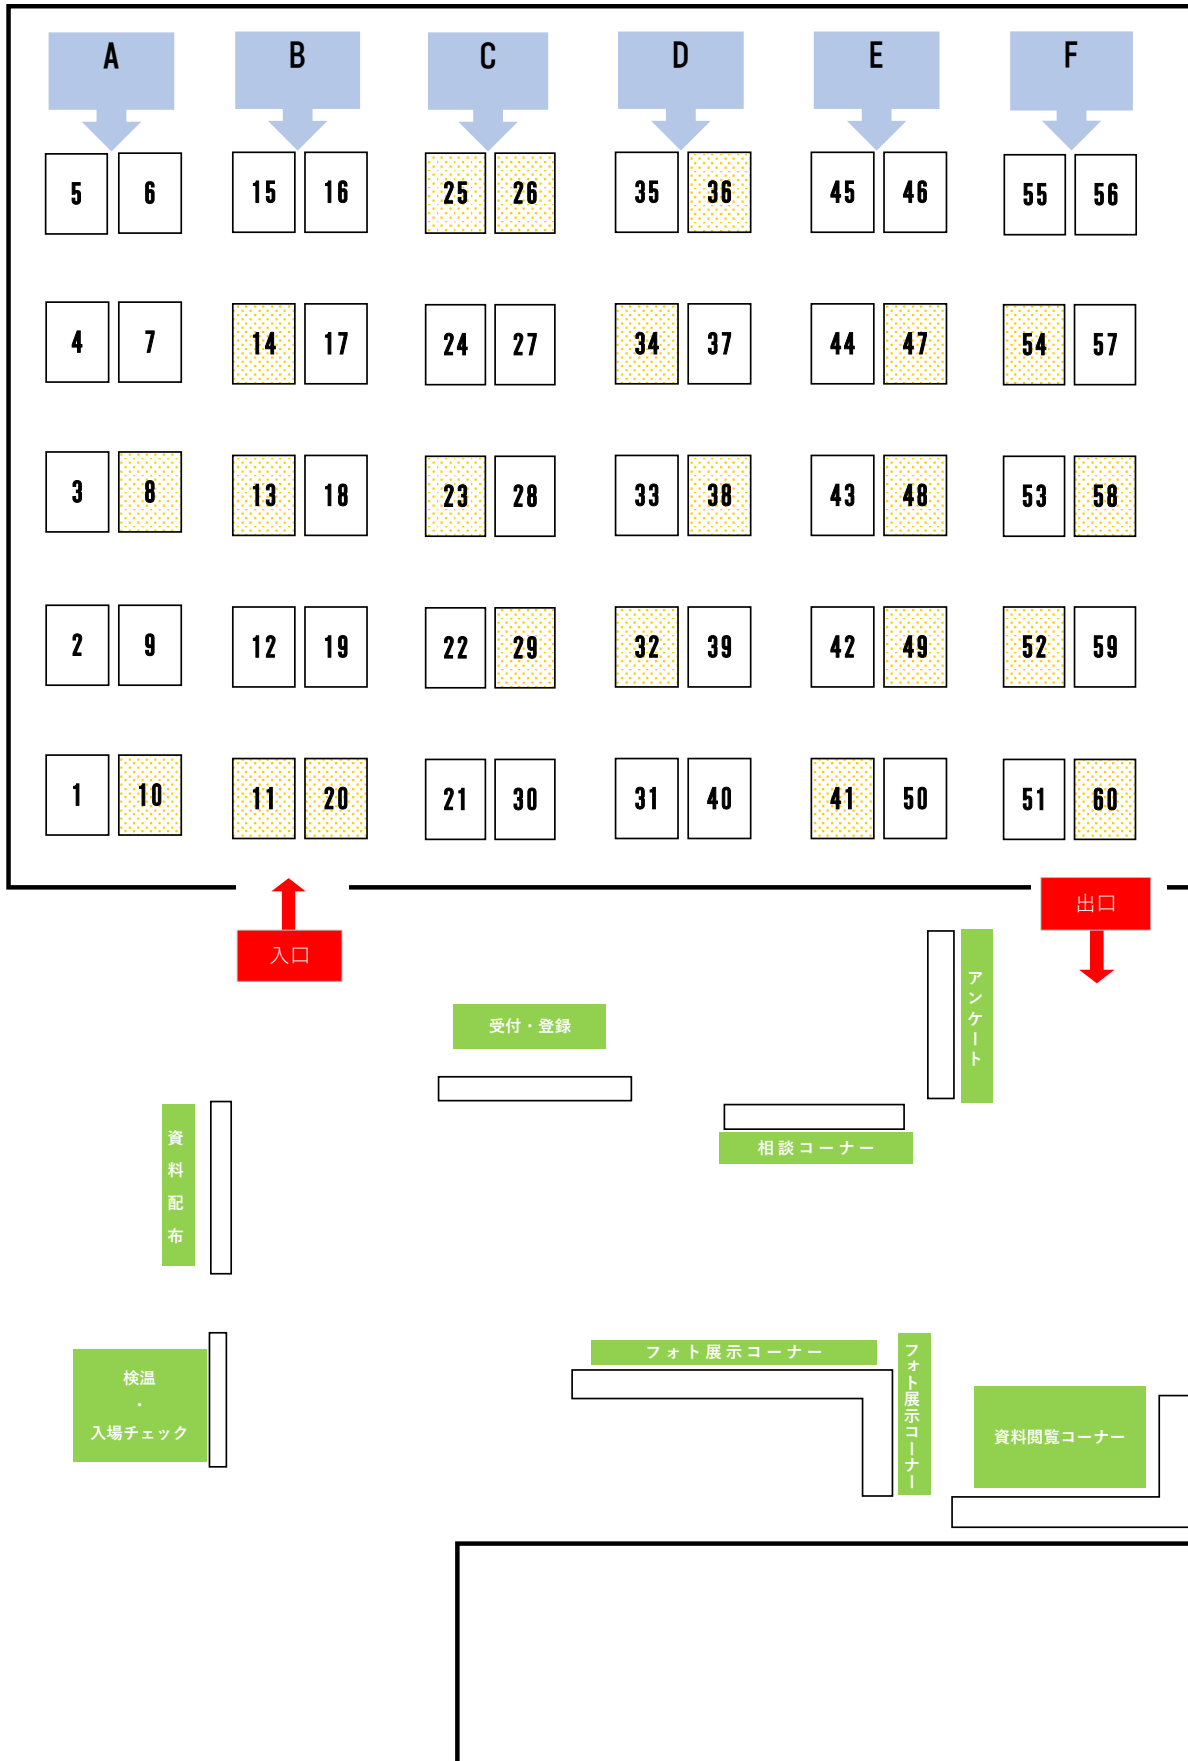 A B C D E F
5 6 15 16 25 26 35 36 45 46 55 56
4 7 14 17 24 27 34 37 44 47 54 57
3 8 13 18 23 28 33 38 43 48 53 58
2 9 12 19 22 29 32 39 42 49 52 59
1 10 11 20 21 30 31 40 41 50 51 60
出口
入口
アンケート
受付・登録
相談コーナー
資料配布
フォト展示コーナー
フォト展示コーナー
検温
・
入場チェック
資料閲覧コーナー